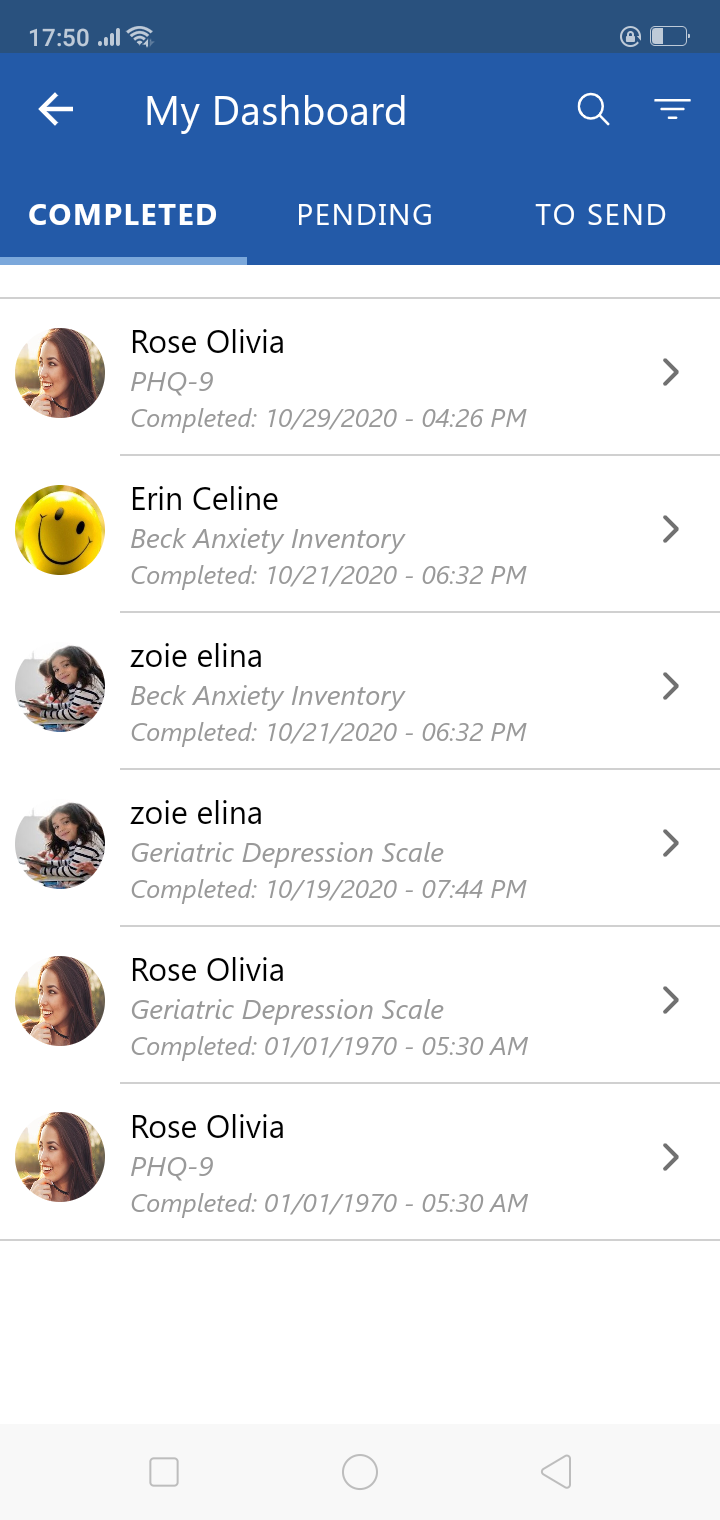 17:50
My Dashboard
COMPLETED PENDING TO SEND
Rose Olivia
PHQ-9
Completed: 10/29/2020 - 04:26 PM
Erin Celine
Beck Anxiety Inventory
Completed: 10/21/2020 - 06:32 PM
zoie elina
Beck Anxiety Inventory
Completed: 10/21/2020 - 06:32 PM
zoie elina
Geriatric Depression Scale
Completed: 10/19/2020 - 07:44 PM
Rose Olivia
Geriatric Depression Scale
Completed: 01/01/1970 - 05:30 AM
Rose Olivia
PHQ-9
Completed: 01/01/1970 - 05:30 AM